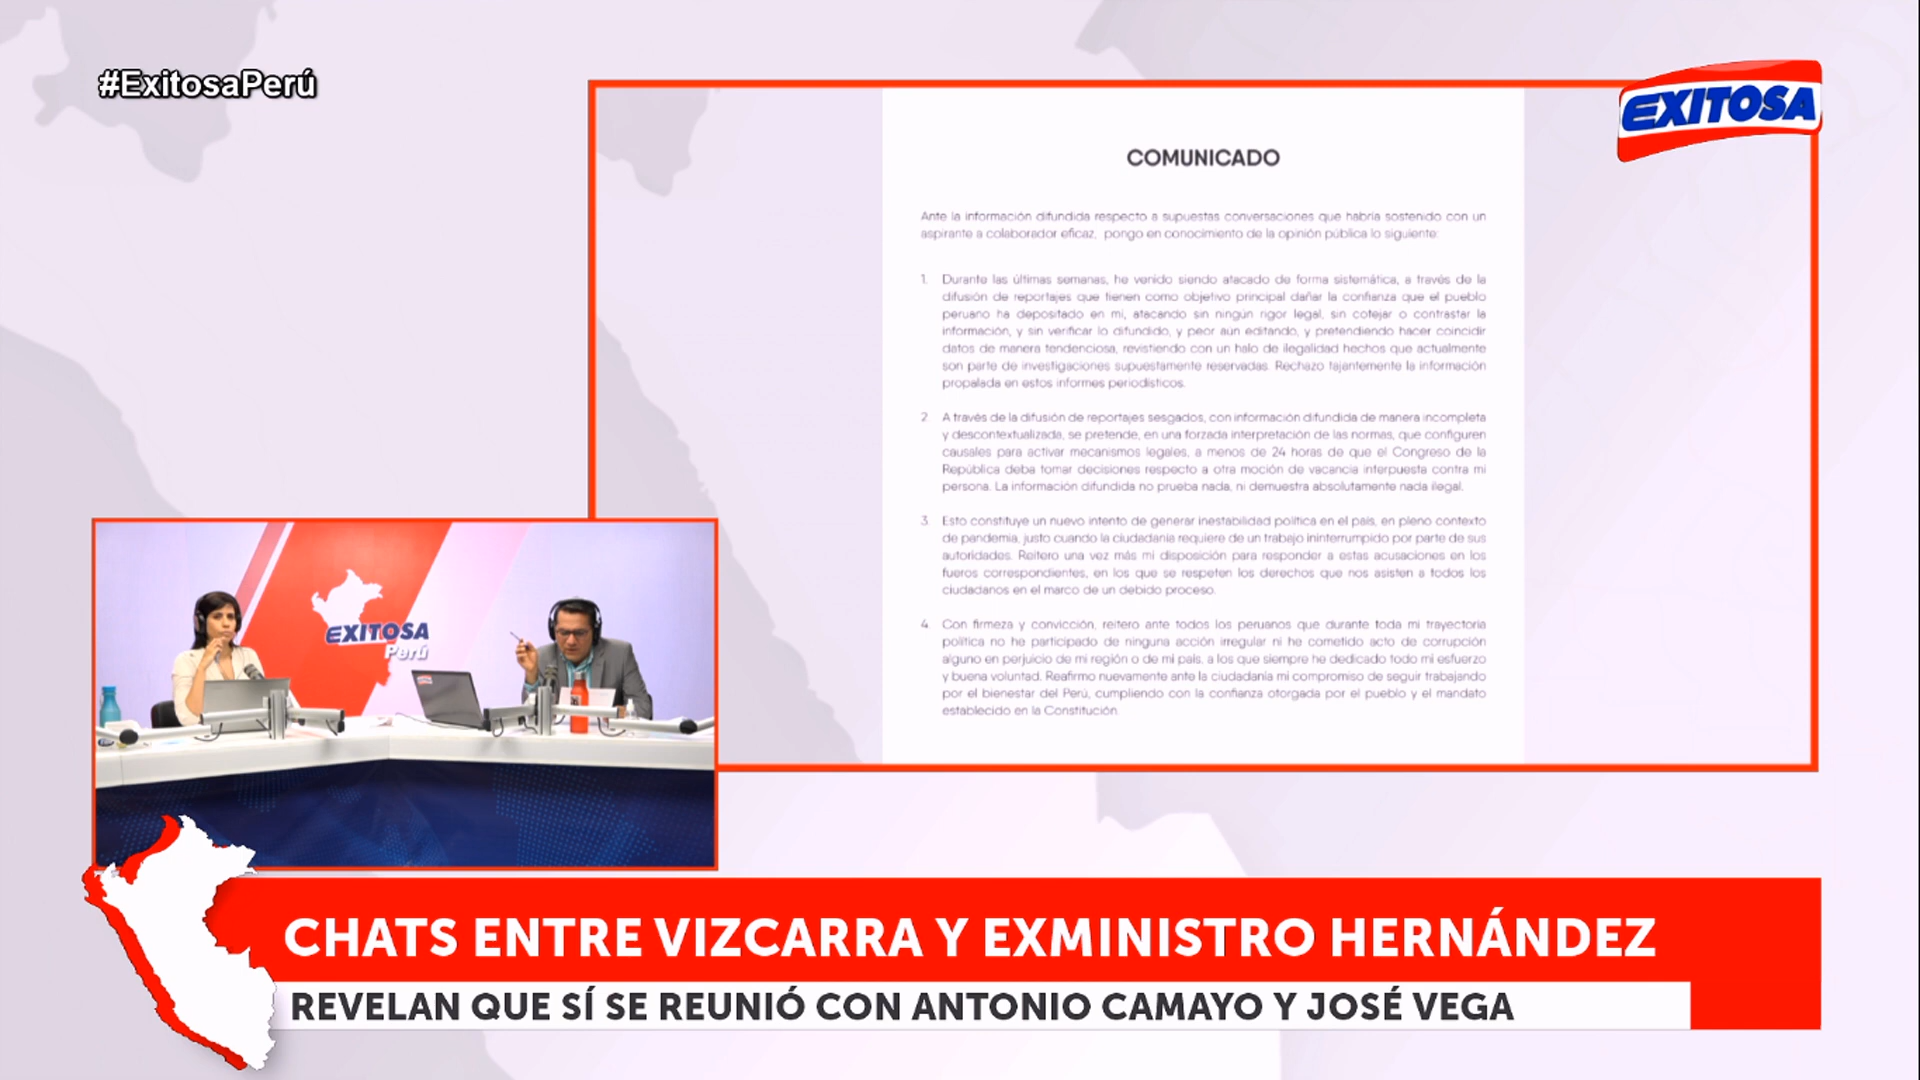 #ExitosaPerú
EXITOSA
COMUNICADO
Ante la información difundida respecto a supuestas conversaciones que habría sostenido con un
aspirante a colaborador eficaz, pongo en conocimiento de la opinión pública lo siguiente:
1. Durante las últimas semanas, he venido siendo atacado de forma sistemática, a través de la
difusión de reportajes que tienen como objetivo principal dañar la confianza que el pueblo
peruano ha depositado en mi, atacando sin ningún rigor legal, sin cotejar o contrastar la
información, y sin verificar lo difundido, y peor aún editando, y pretendiendo hacer coincidir
datos de manera tendenciosa, revistiendo con un halo de ilegalidad hechos que actualmente
son parte de investigaciones supuestamente reservadas. Rechazo tajantemente la información
propalada en estos informes periodísticos.
2 A través de la difusión de reportajes sesgados, con información difundida de manera incompleta
y descontextualizada, se pretende, en una forzada interpretación de las normas, que configuren
causales para activar mecanismos legales, a menos de 24 horas de que el Congreso de la
República deba tomar decisiones respecto a otra moción de vacancia interpuesta contra mi
persona. La información difundida no prueba nada, ni demuestra absolutamente nada ilegal.
3 Esto constituye un nuevo intento de generar inestabilidad política en el país, en pleno contexto
de pandemia, justo cuando la ciudadanía requiere de un trabajo ininterrumpido por parte de sus
autoridades. Reitero una vez más mi disposición para responder a estas acusaciones en los
fueros correspondientes, en los que se respeten los derechos que nos asisten a todos los
ciudadanos en el marco de un debido proceso.
4. Con firmeza y convicción, reitero ante todos los peruanos que durante toda mi trayectoria
política no he participado de ninguna acción irregular ni he cometido acto de corrupción
alguno en perjuicio de mi región o de mi país, a los que siempre he dedicado todo mi esfuerzo
y buena voluntad. Reafirmo nuevamente ante la ciudadanía mi compromiso de seguir trabajando
por el bienestar del Perú, cumpliendo con la confianza otorgada por el pueblo y el mandato
establecido en la Constitución.
EXITOSA
Perú
CHATS ENTRE VIZCARRA Y EXMINISTRO HERNÁNDEZ
REVELAN QUE SÍ SE REUNIÓ CON ANTONIO CAMAYO Y JOSÉ VEGA